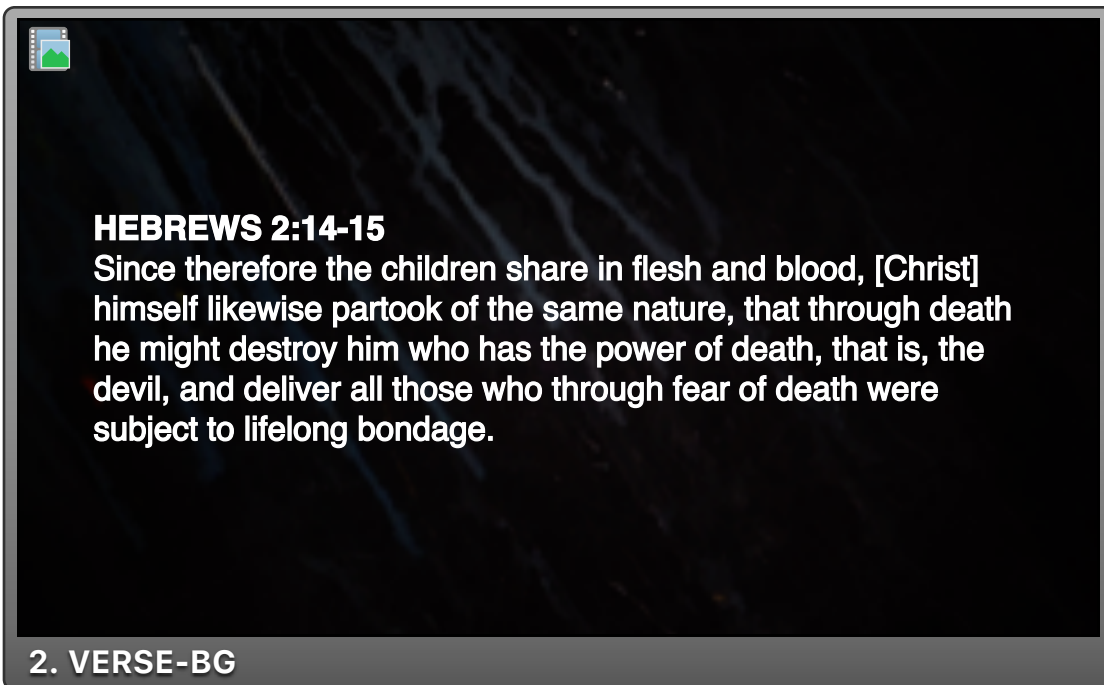 HEBREWS 2:14-15
Since therefore the children share in flesh and blood, [Christ]
himself likewise partook of the same nature, that through death
he might destroy him who has the power of death, that is, the
devil, and deliver all those who through fear of death were
subject to lifelong bondage.
2. VERSE-BG